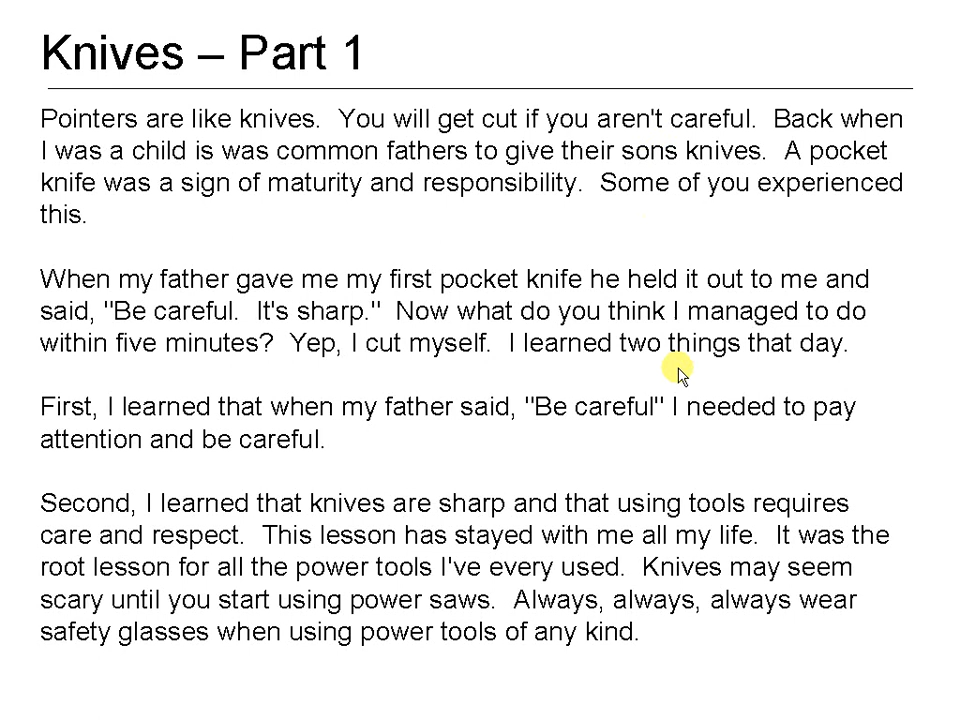 Knives – Part 1
Pointers are like knives.  You will get cut if you aren't careful.  Back when
I was a child is was common fathers to give their sons knives.  A pocket
knife was a sign of maturity and responsibility.  Some of you experienced
this.
When my father gave me my first pocket knife he held it out to me and
said, "Be careful.  It's sharp."  Now what do you think I managed to do
within five minutes?  Yep, I cut myself.  I learned two things that day.
First, I learned that when my father said, "Be careful" I needed to pay
attention and be careful.
Second, I learned that knives are sharp and that using tools requires
care and respect.  This lesson has stayed with me all my life.  It was the
root lesson for all the power tools I've every used.  Knives may seem
scary until you start using power saws.  Always, always, always wear
safety glasses when using power tools of any kind.